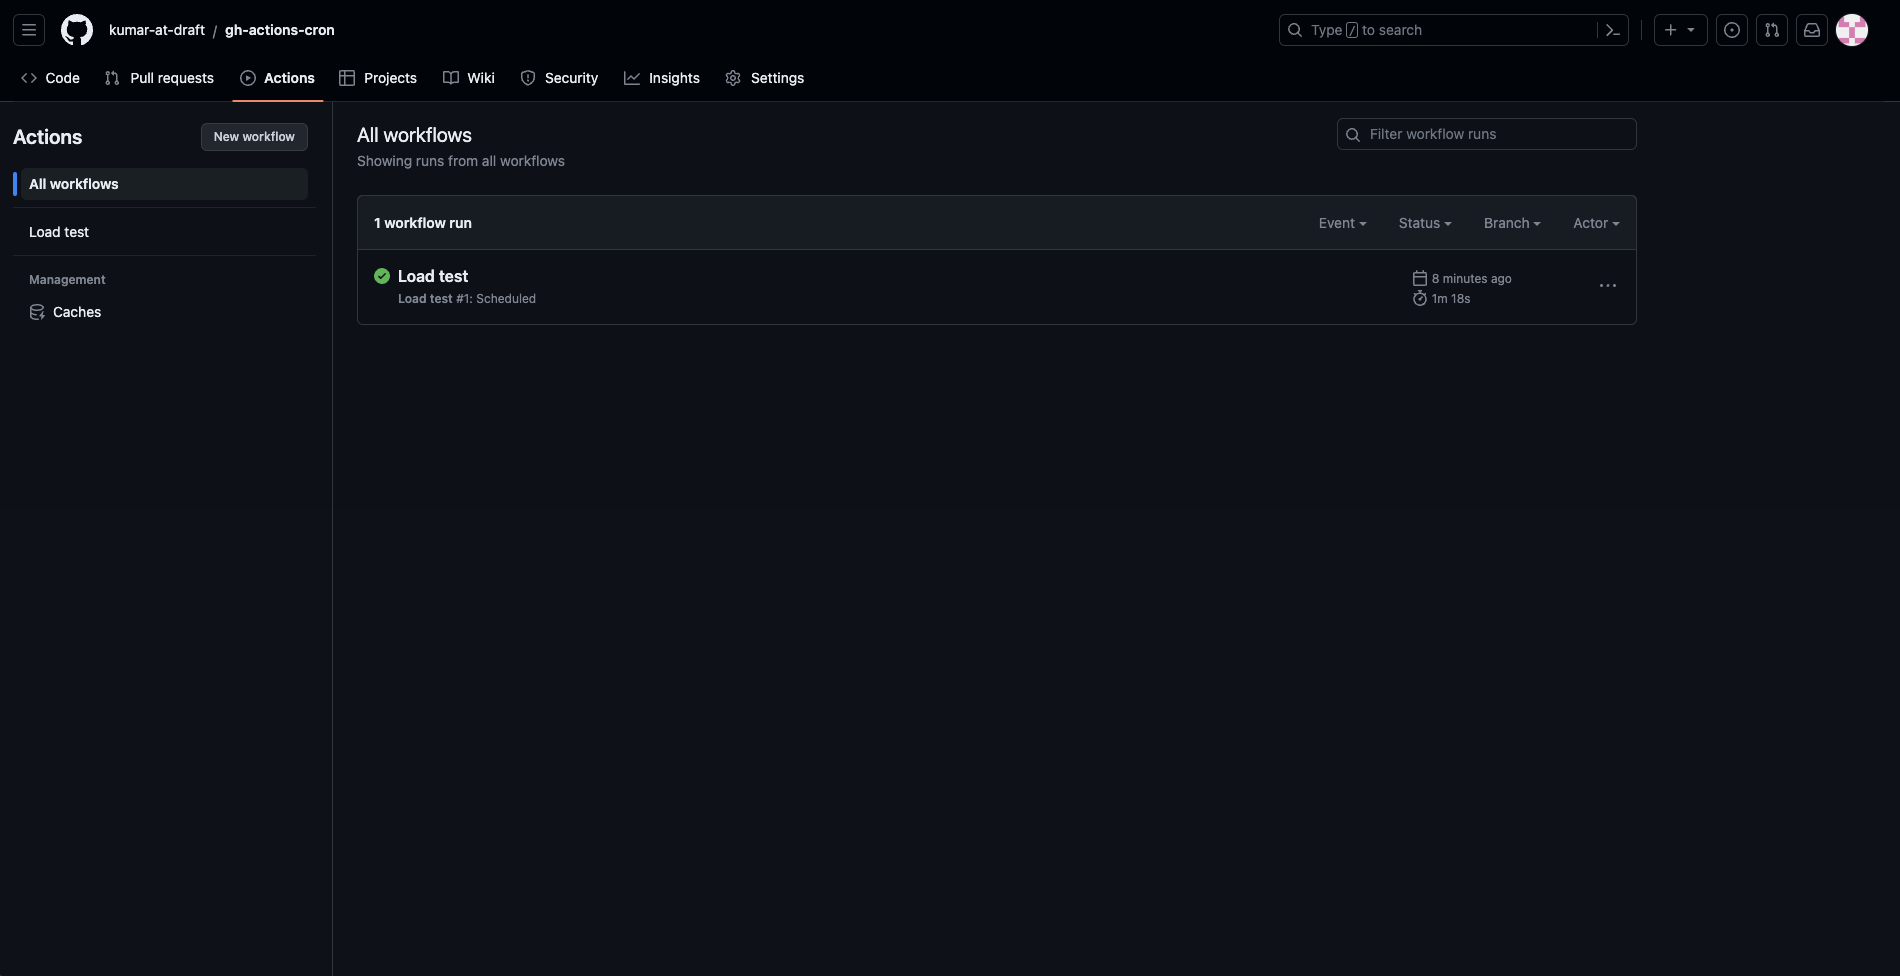 kumar-at-draft / gh-actions-cron
Type / to search
Code
Pull requests
Actions
Projects
Wiki
Security
Insights
Settings
Actions
New workflow
All workflows
Load test
Management
Caches
All workflows
Showing runs from all workflows
Filter workflow runs
1 workflow run
Event
Status
Branch
Actor
Load test
Load test #1: Scheduled
8 minutes ago
1m 18s